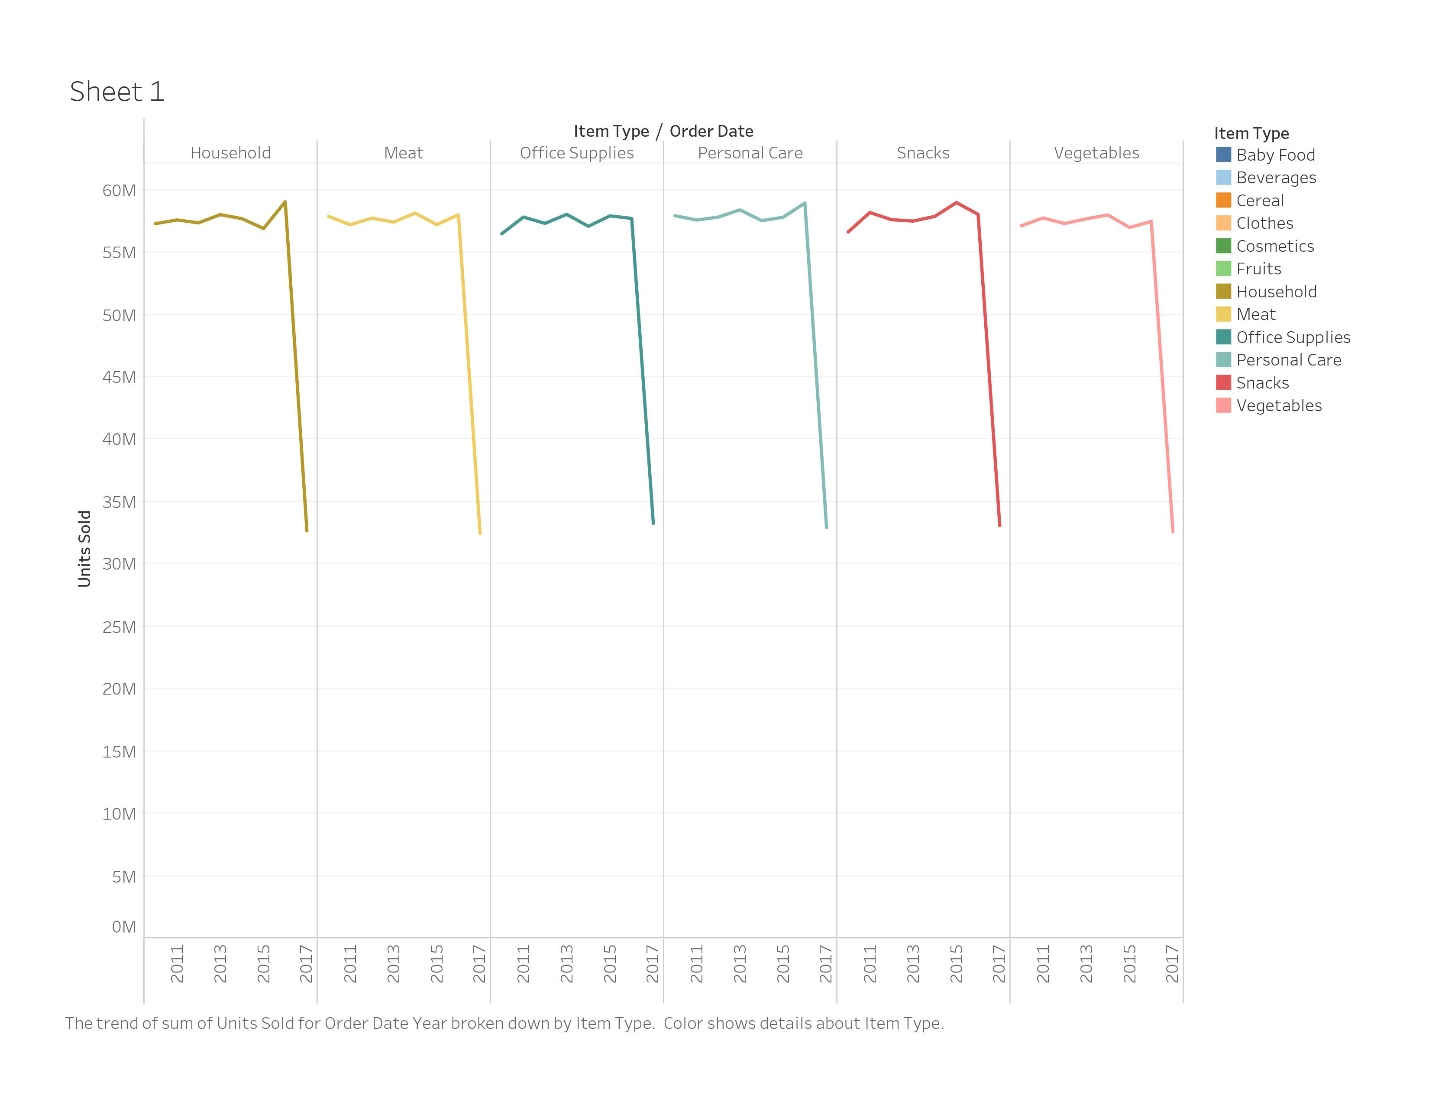 Sheet 1
Item Type / Order Date
Household Meat Office Supplies Personal Care Snacks Vegetables
60M
55M
50M
45M
40M
35M
30M
25M
20M
15M
10M
5M
0M
Units Sold
2011 2013 2015 2017 2011 2013 2015 2017 2011 2013 2015 2017 2011 2013 2015 2017 2011 2013 2015 2017 2011 2013 2015 2017
Item Type
Baby Food
Beverages
Cereal
Clothes
Cosmetics
Fruits
Household
Meat
Office Supplies
Personal Care
Snacks
Vegetables
The trend of sum of Units Sold for Order Date Year broken down by Item Type. Color shows details about Item Type.